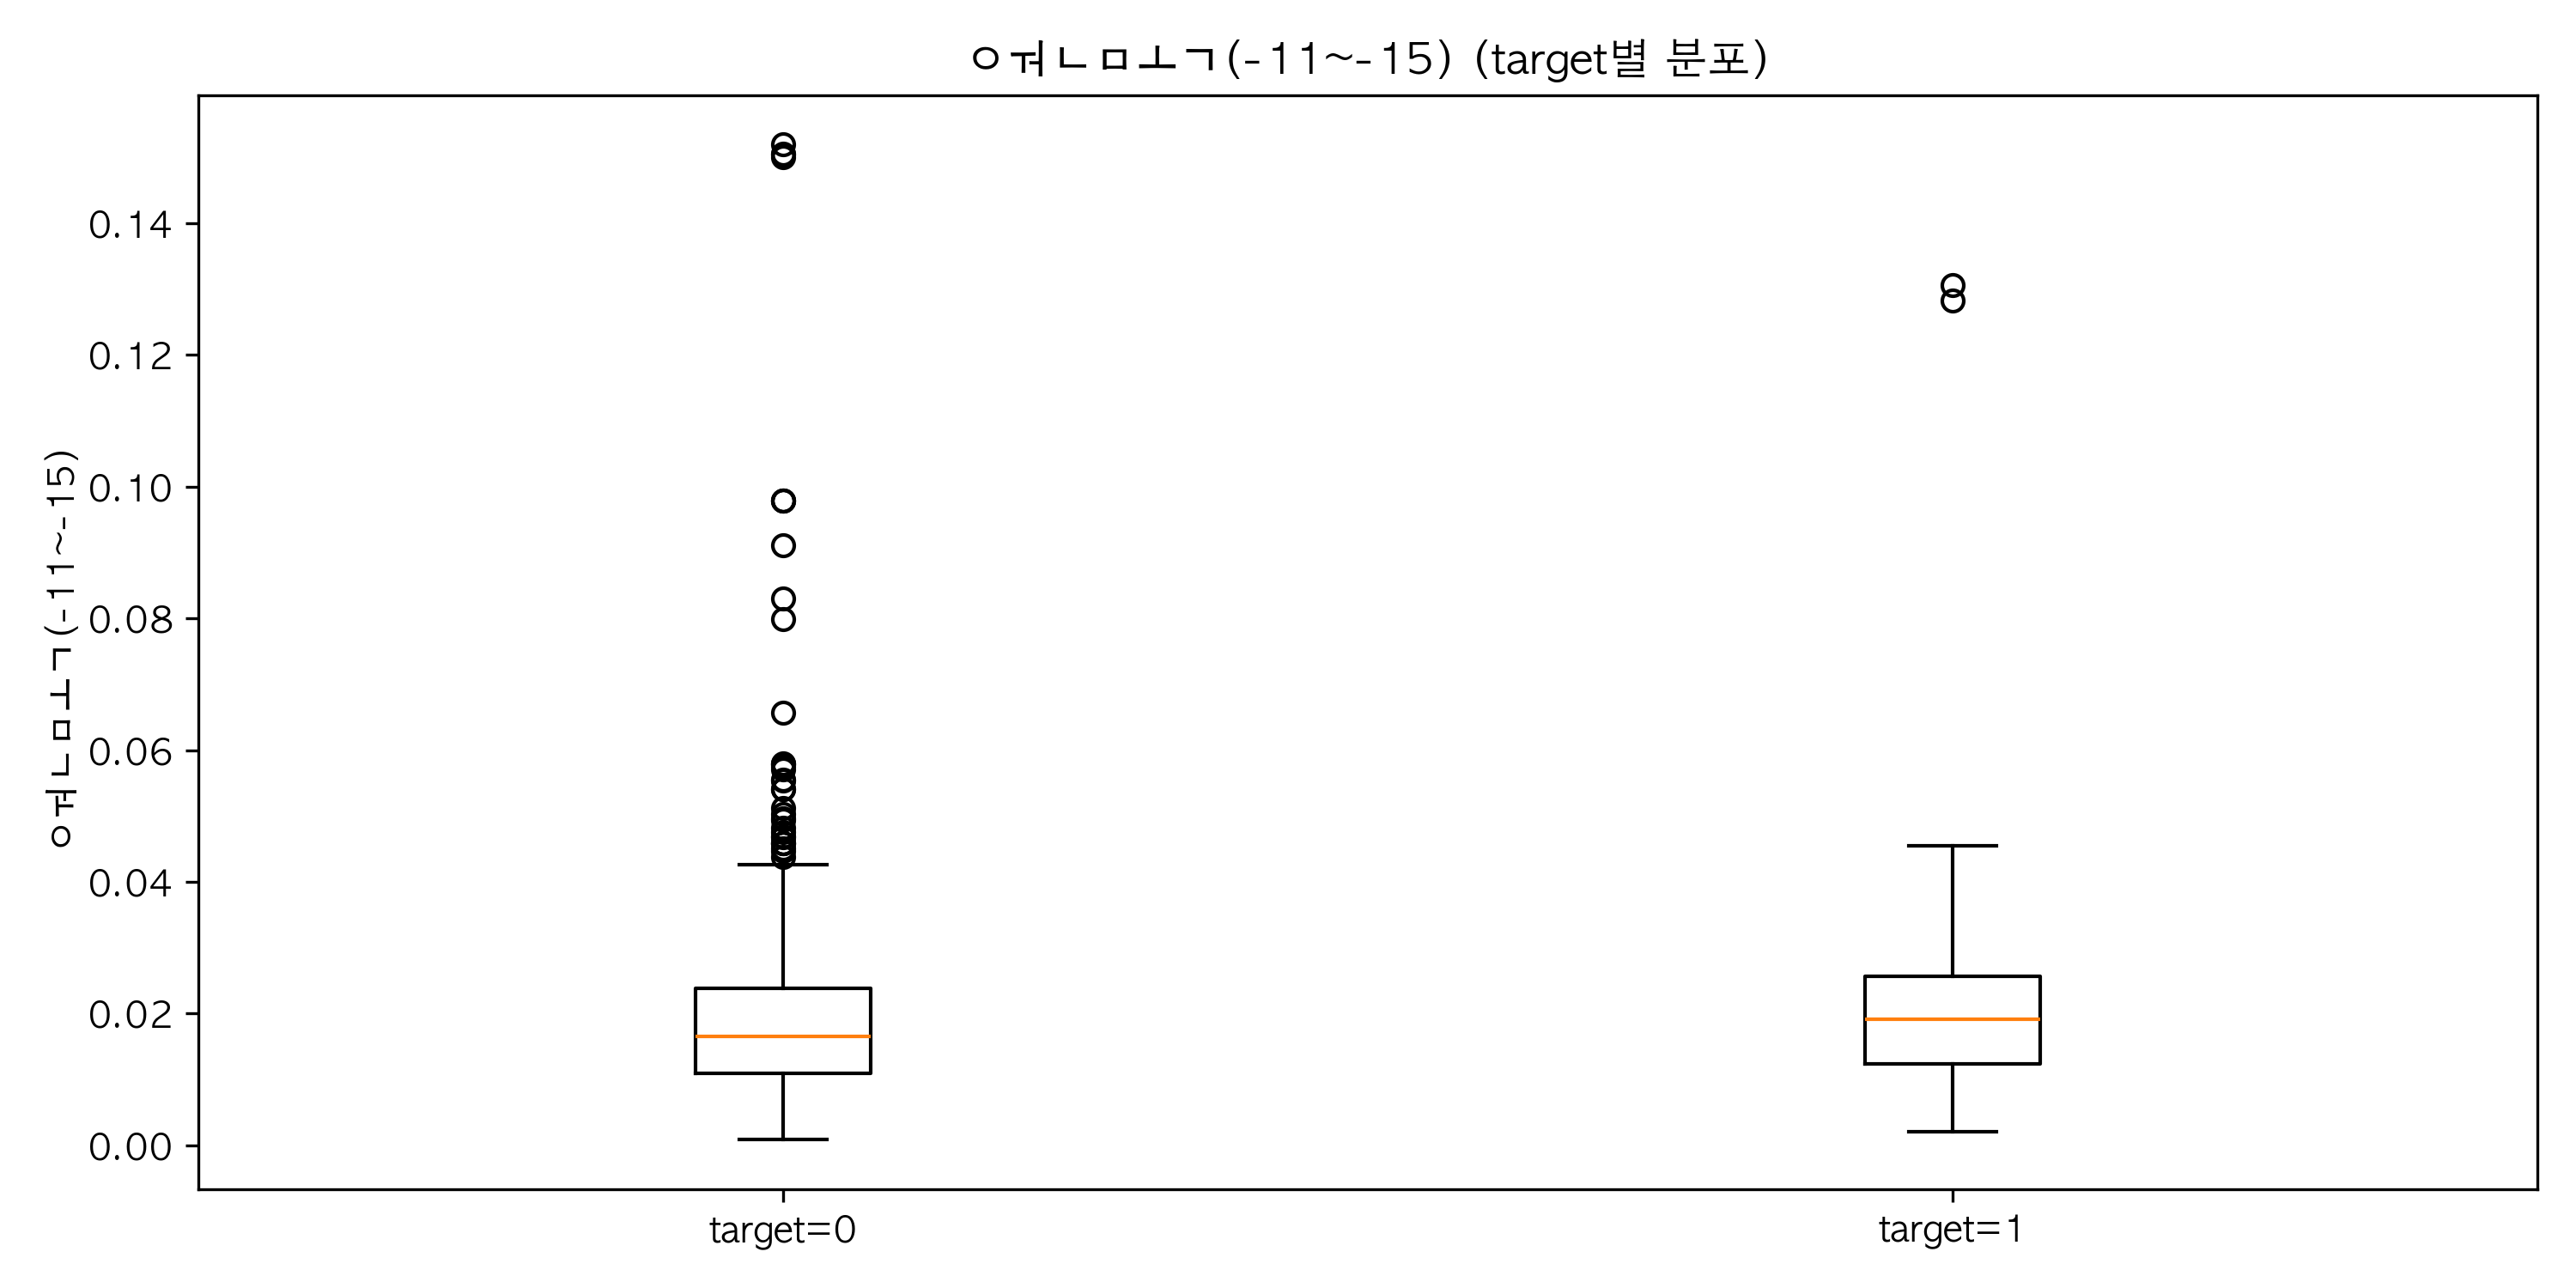 ㅇㅝㄴㅁㅗㄱ(-11~-15) (target별 분포)
ㅇㅝㄴㅁㅗㄱ(-11~-15)
0.14
0.12
0.10
0.08
0.06
0.04
0.02
0.00
target=0
target=1